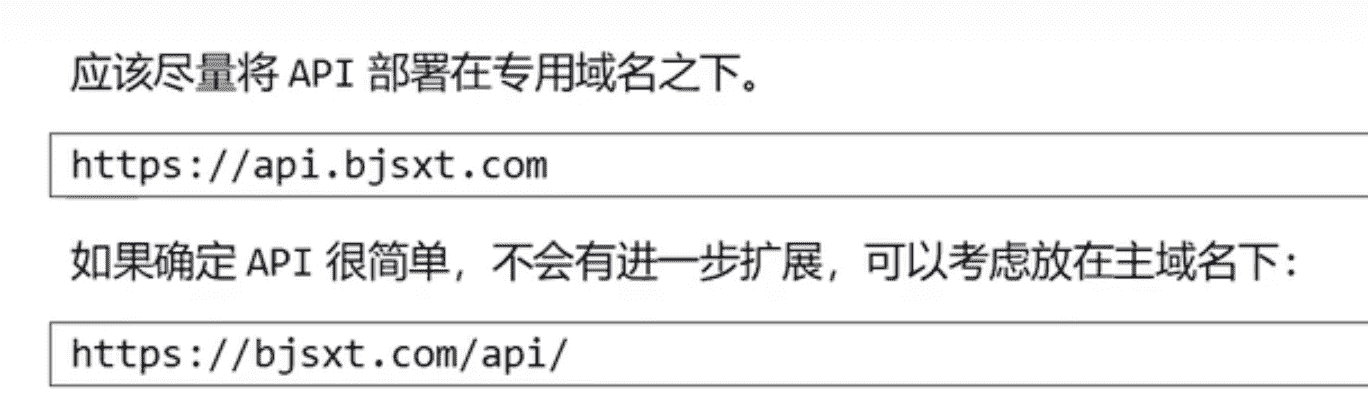 应该尽量将 API 部署在专用域名之下。
https://api.bjsxt.com
如果确定 API 很简单，不会有进一步扩展，可以考虑放在主域名下：
https://bjsxt.com/api/